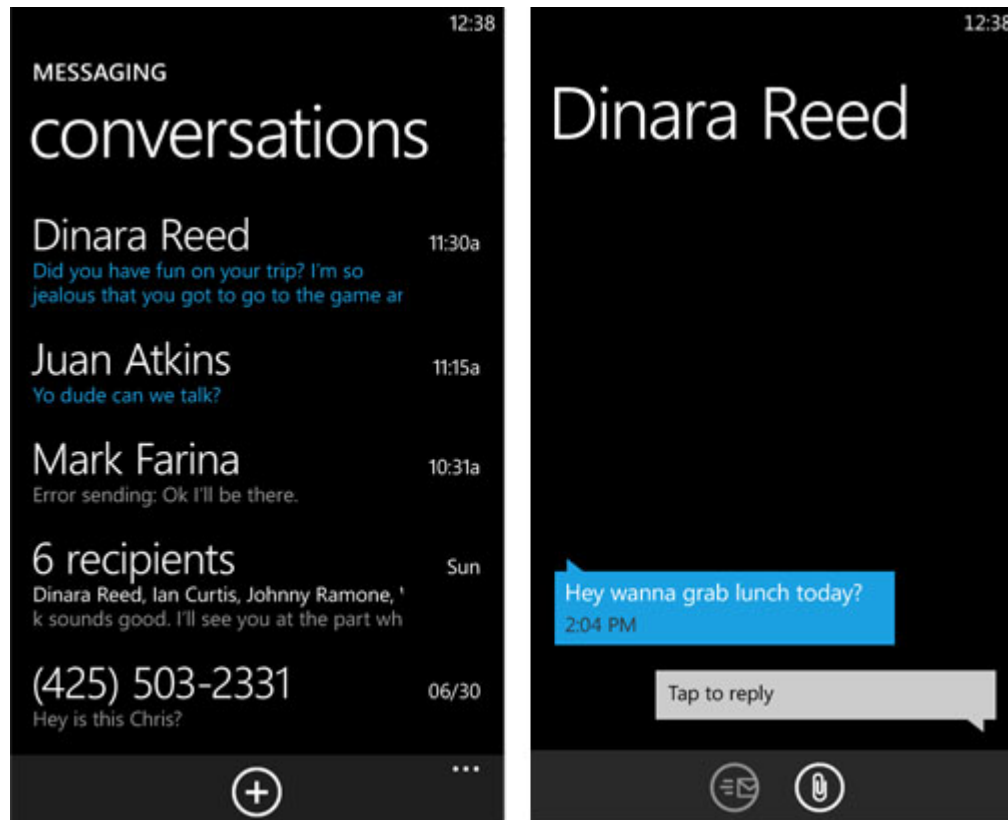 12:38
MESSAGING
conversations
Dinara Reed
11:30a
Did you have fun on your trip? I'm so
jealous that you got to go to the game ar
Juan Atkins
11:15a
Yo dude can we talk?
Mark Farina
10:31a
Error sending: Ok I'll be there.
6 recipients
Sun
Dinara Reed, Ian Curtis, Johnny Ramone, '
k sounds good. I'll see you at the part wh
(425) 503-2331
06/30
Hey is this Chris?
12:38
Dinara Reed
Hey wanna grab lunch today?
2:04 PM
Tap to reply